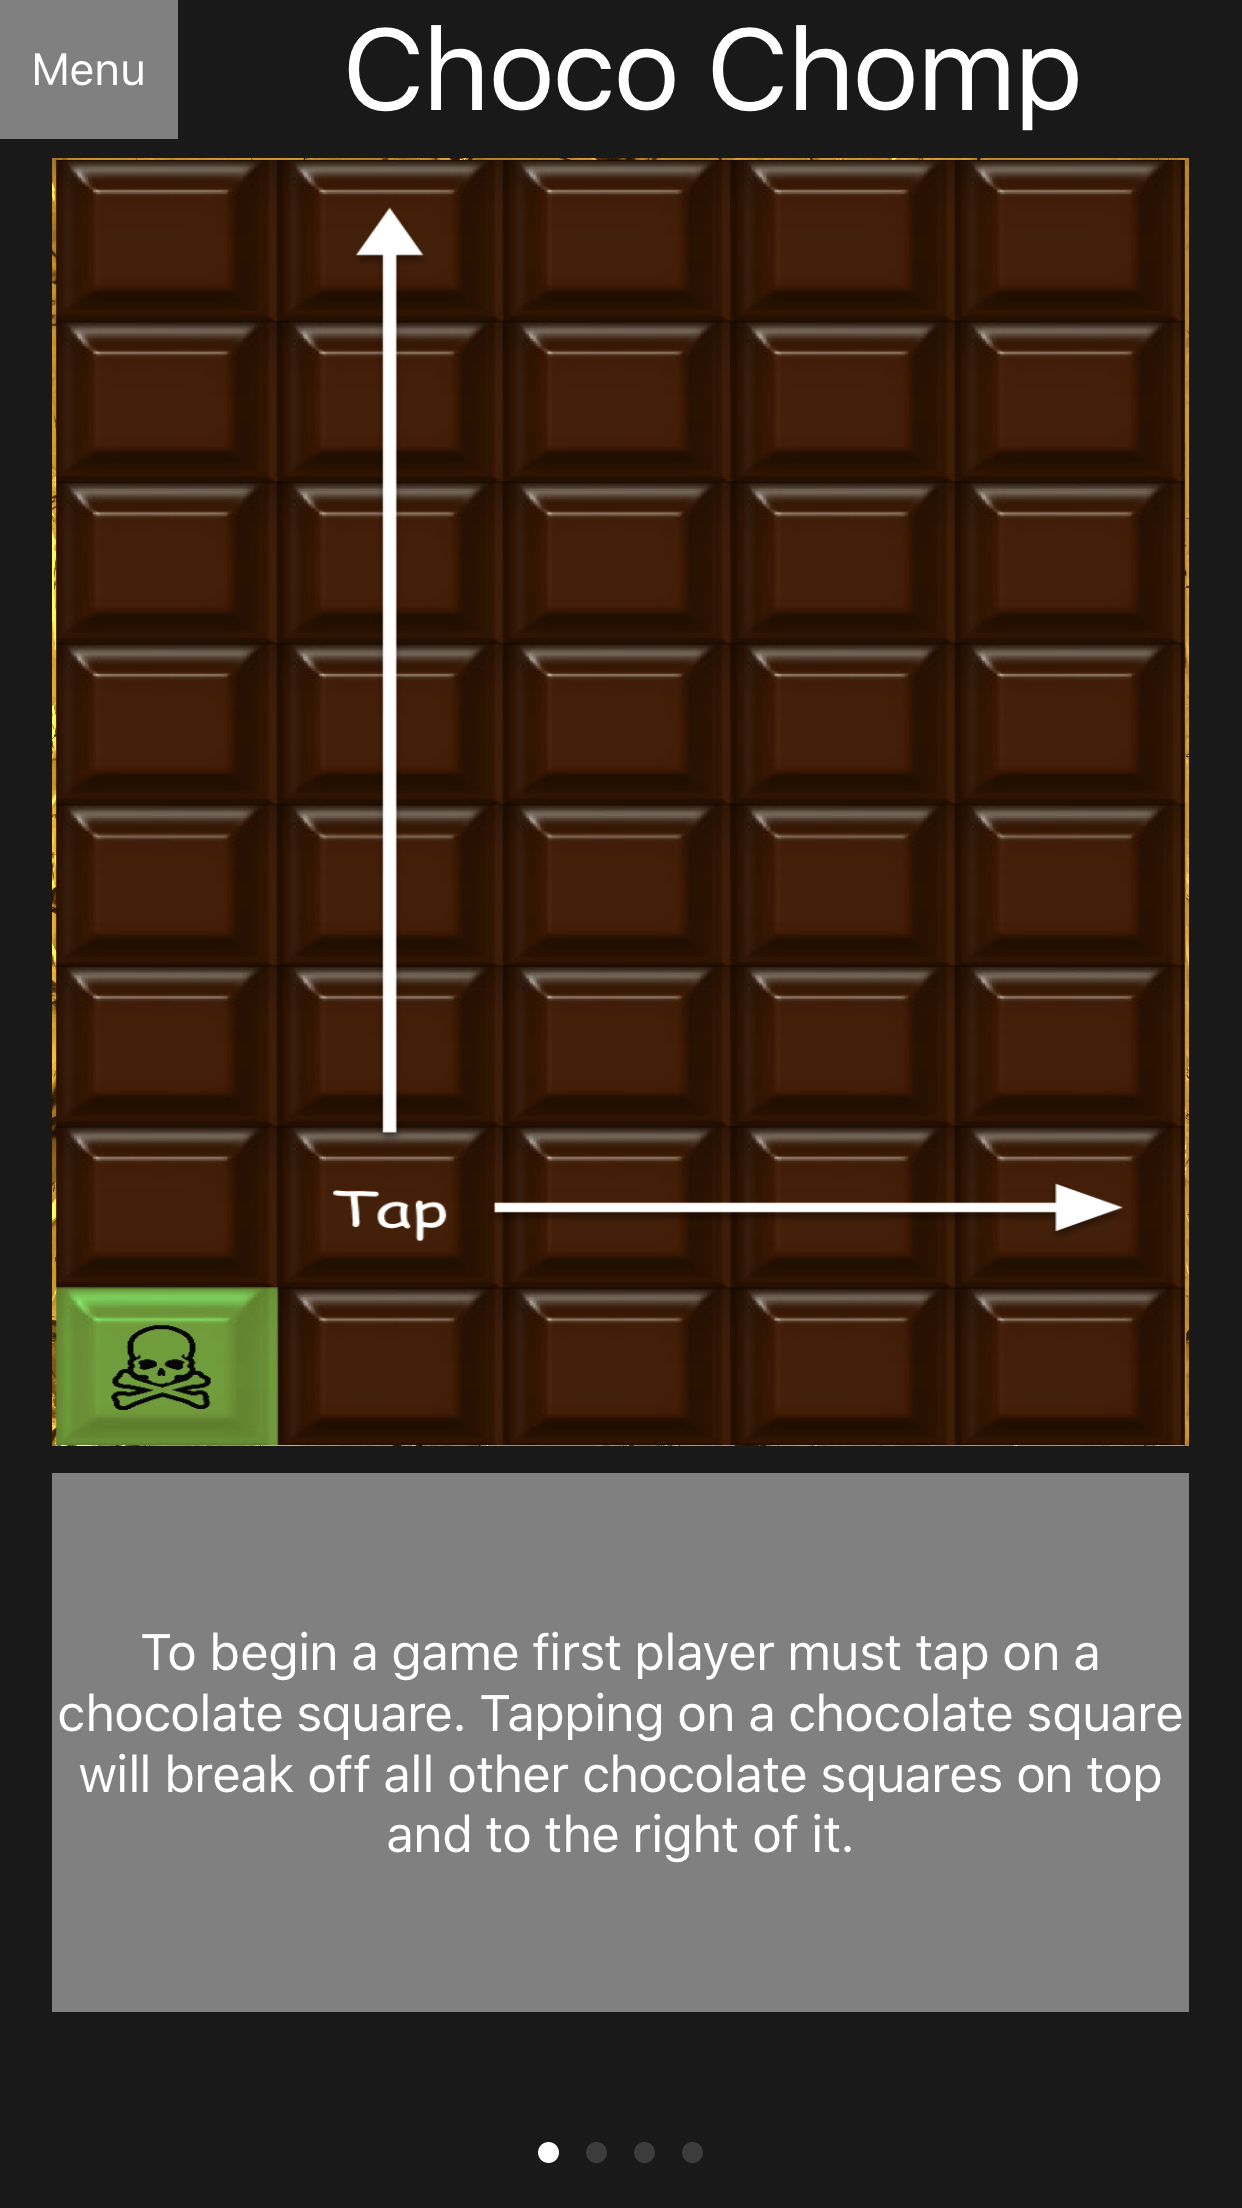 Menu
Choco Chomp
Tap
To begin a game first player must tap on a
chocolate square. Tapping on a chocolate square
will break off all other chocolate squares on top
and to the right of it.